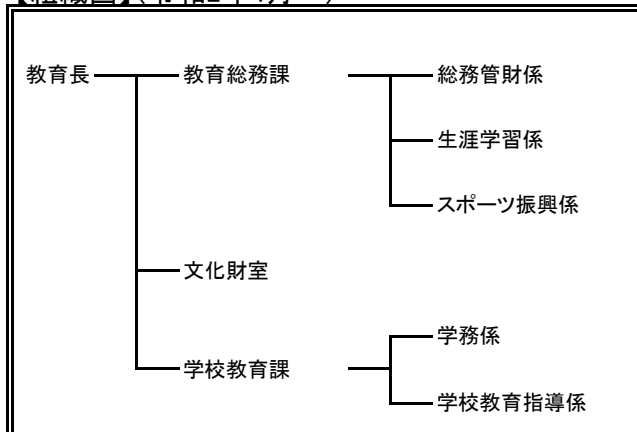 教育長 教育総務課 総務管財係
生涯学習係
スポーツ振興係
文化財室
学務係
学校教育課
学校教育指導係